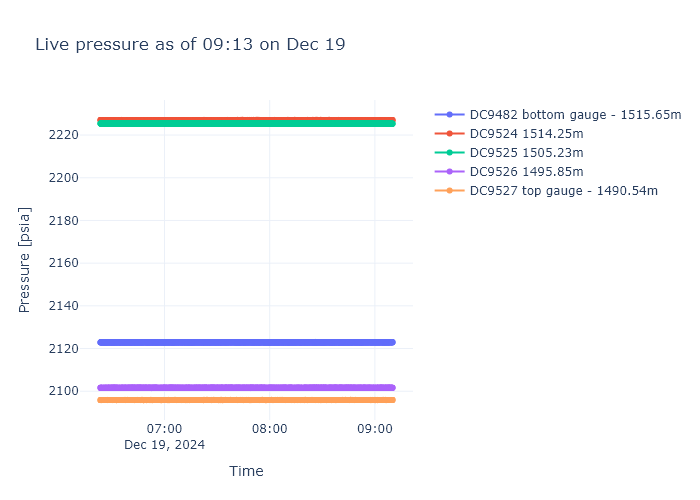 Live pressure as of 09:13 on Dec 19
DC9482 bottom gauge - 1515.65m
DC9524 1514.25m
DC9525 1505.23m
DC9526 1495.85m
DC9527 top gauge - 1490.54m
Pressure [psia]
2220
2200
2180
2160
2140
2120
2100
07:00 08:00 09:00
Dec 19, 2024
Time